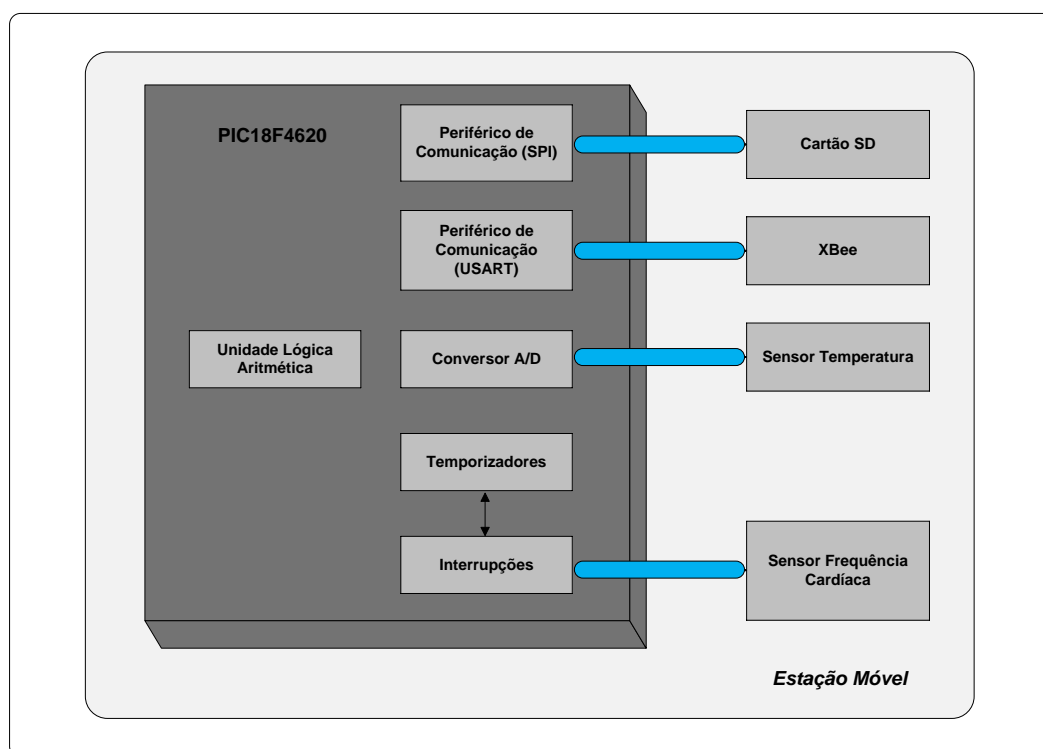 PIC18F4620
Periférico de
Comunicação (SPI)
Cartão SD
Periférico de
Comunicação
(USART)
XBee
Unidade Lógica
Aritmética
Conversor A/D
Sensor Temperatura
Temporizadores
Interrupções
Sensor Frequência
Cardíaca
Estação Móvel